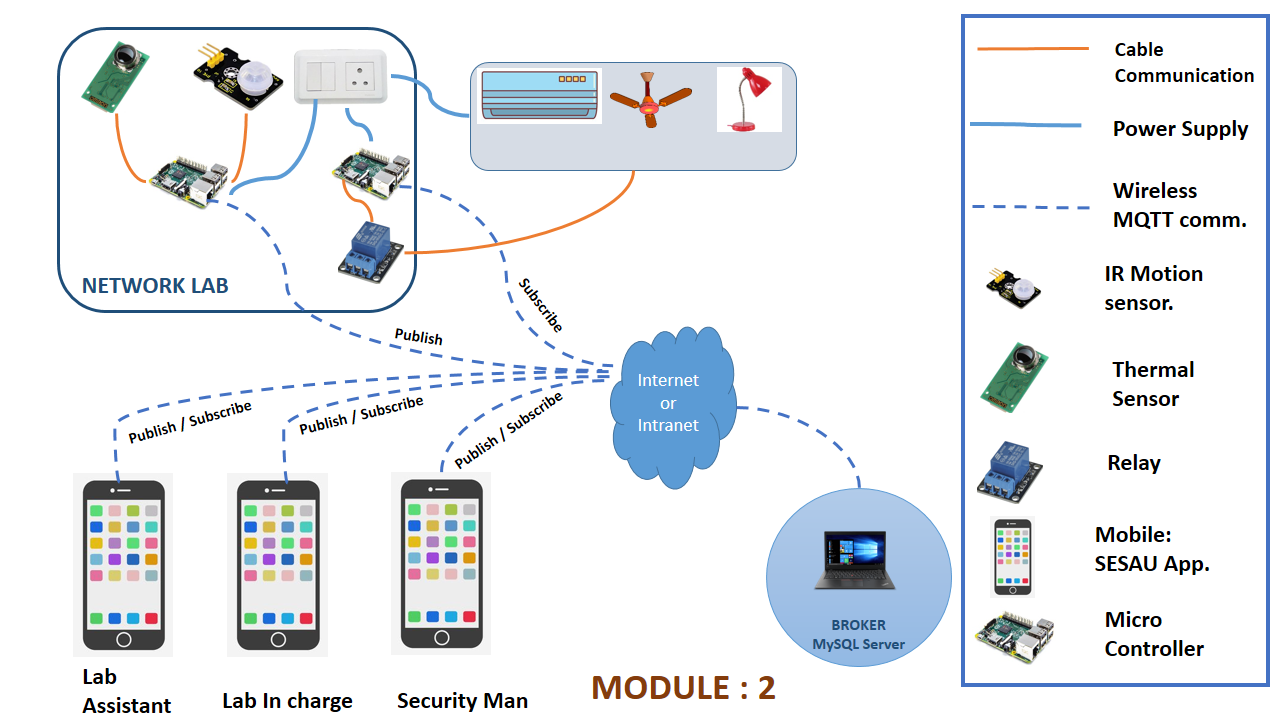 NETWORK LAB
Publish
Subscribe
Publish / Subscribe
Publish / Subscribe
Publish / Subscribe
Internet
or
Intranet
BROKER
MySQL Server
Lab
Assistant
Lab In charge
Security Man
MODULE : 2
Cable
Communication
Power Supply
Wireless
MQTT comm.
IR Motion
sensor.
Thermal
Sensor
Relay
Mobile:
SESAU App.
Micro
Controller